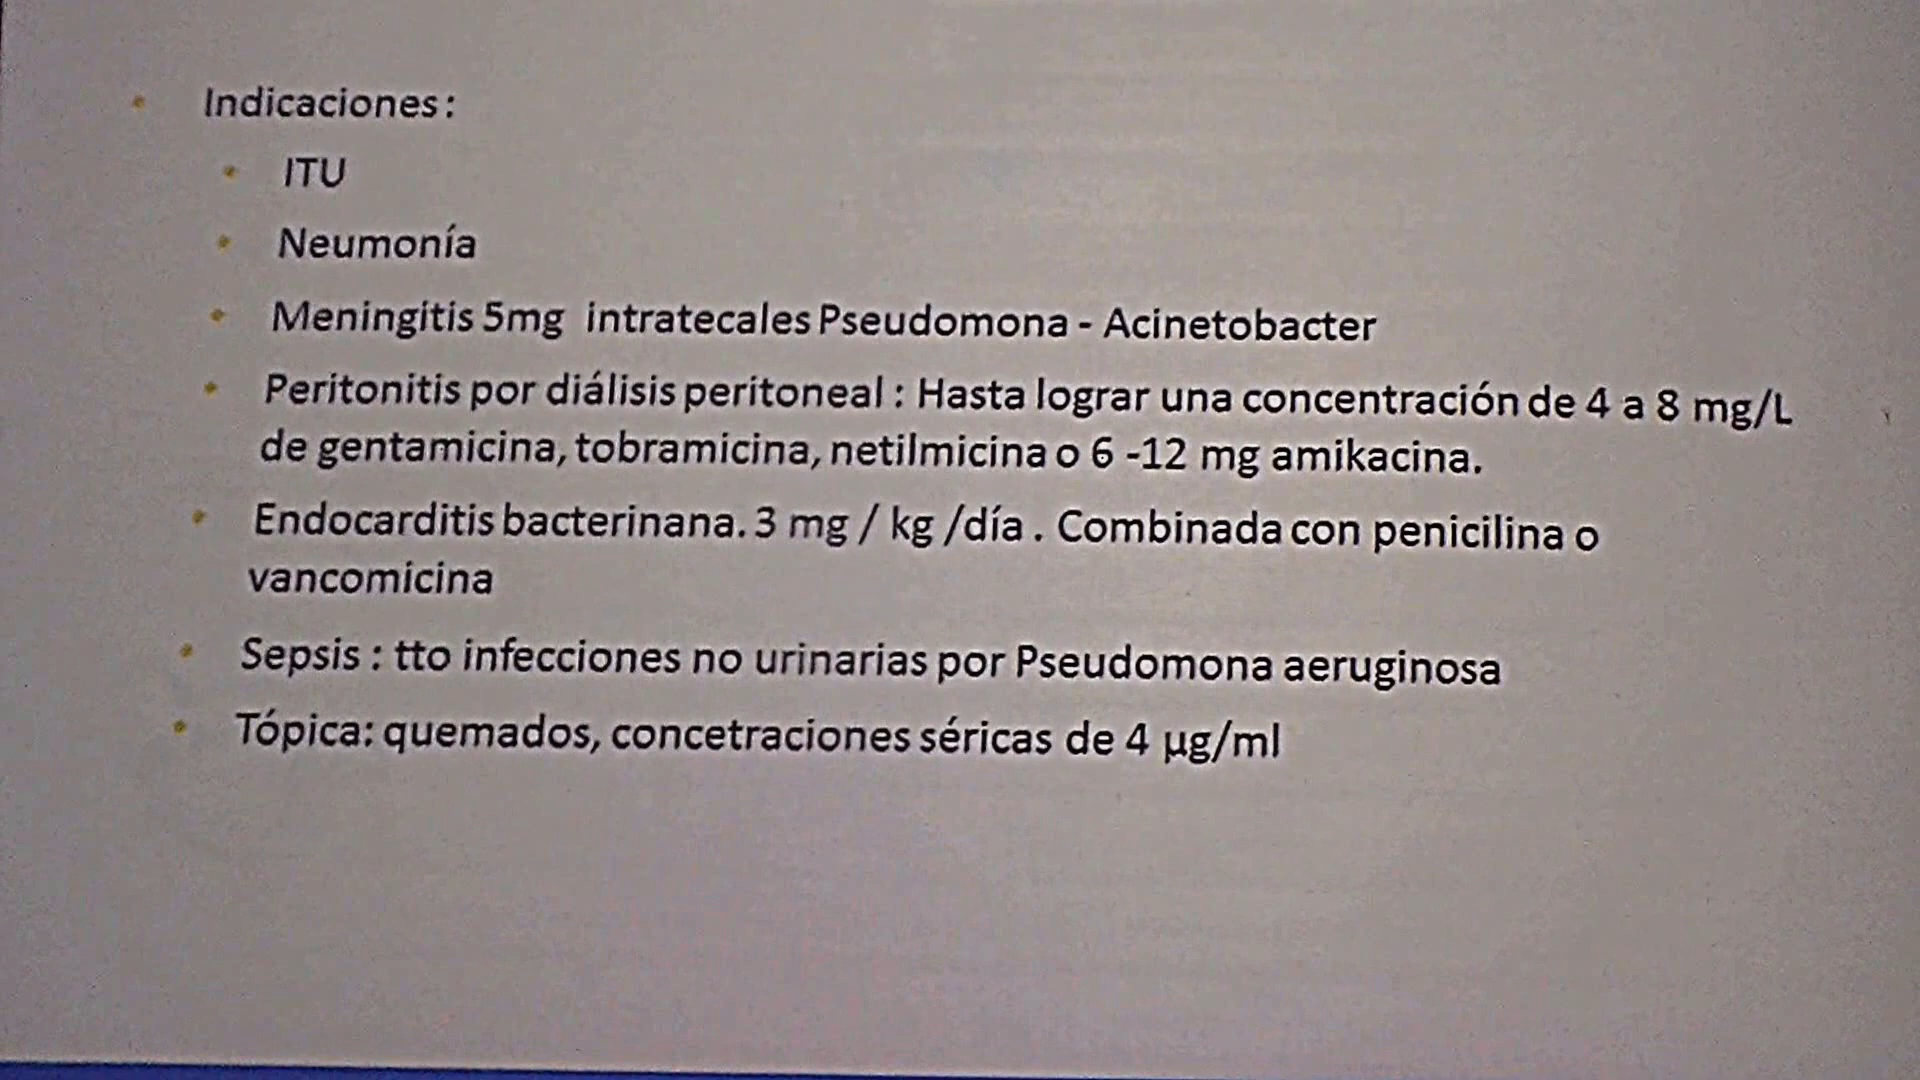 Indicaciones:
ITU
Neumonía
Meningitis 5mg intratecales Pseudomona - Acinetobacter
Peritonitis por diálisis peritoneal : Hasta lograr una concentración de 4 a 8 mg/L
de gentamicina, tobramicina, netilmicina o 6 -12 mg amikacina.
Endocarditis bacterinana. 3 mg / kg /día . Combinada con penicilina o
vancomicina
Sepsis : tto infecciones no urinarias por Pseudomona aeruginosa
Tópica: quemados, concetraciones séricas de 4 µg/ml